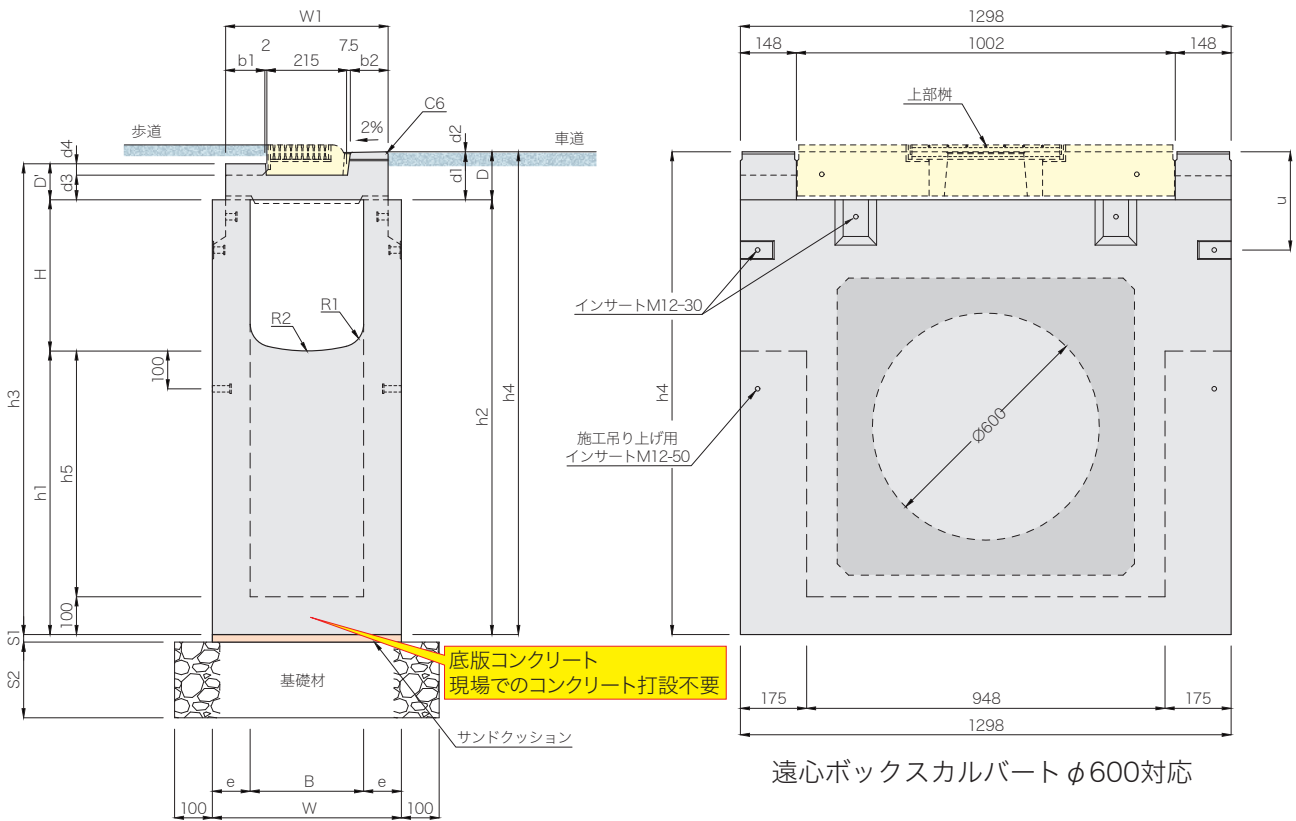 W1
2
7.5
b1
215
b2
C6
2%
歩道
車道
d4
d2
D'
d3
d1
D
H
R2
R1
100
h3
h1
h5
h2
h4
100
S1
S2
底版コンクリート
現場でのコンクリート打設不要
基礎材
サンドクッション
e
B
e
100
W
100
1298
148
1002
148
上部桝
u
インサートM12-30
h4
Ø600
施工吊り上げ用
インサートM12-50
175
948
175
1298
遠心ボックスカルバートφ600対応